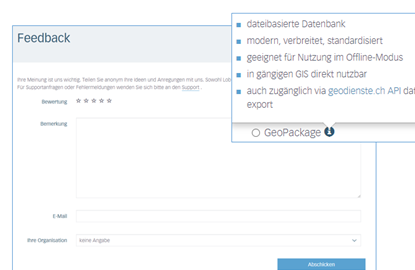 Feedback
Ihre Meinung ist uns wichtig. Teilen Sie anonym Ihre Ideen und Anregungen mit uns. Sowohl Lob
Für Supportanfragen oder Fehlermeldungen wenden Sie sich bitte an den Support.
Bewertung
Bemerkung
E-Mail
Ihre Organisation
keine Angabe
Abschicken
dateibasierte Datenbank
modern, verbreitet, standardisiert
geeignet für Nutzung im Offline-Modus
in gängigen GIS direkt nutzbar
auch zugänglich via geodienste.ch API dat
export
GeoPackage